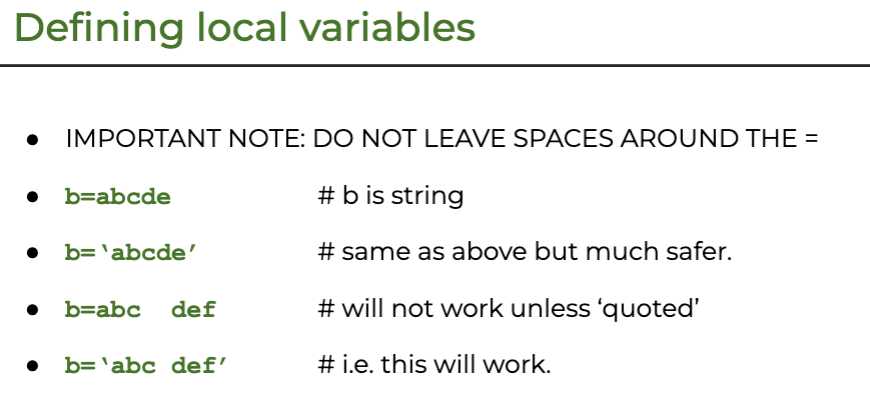 Defining local variables
● IMPORTANT NOTE: DO NOT LEAVE SPACES AROUND THE =
● b=abcde # b is string
● b=‘abcde’ # same as above but much safer.
● b=abc  def # will not work unless ‘quoted’
● b=‘abc def’ # i.e. this will work.